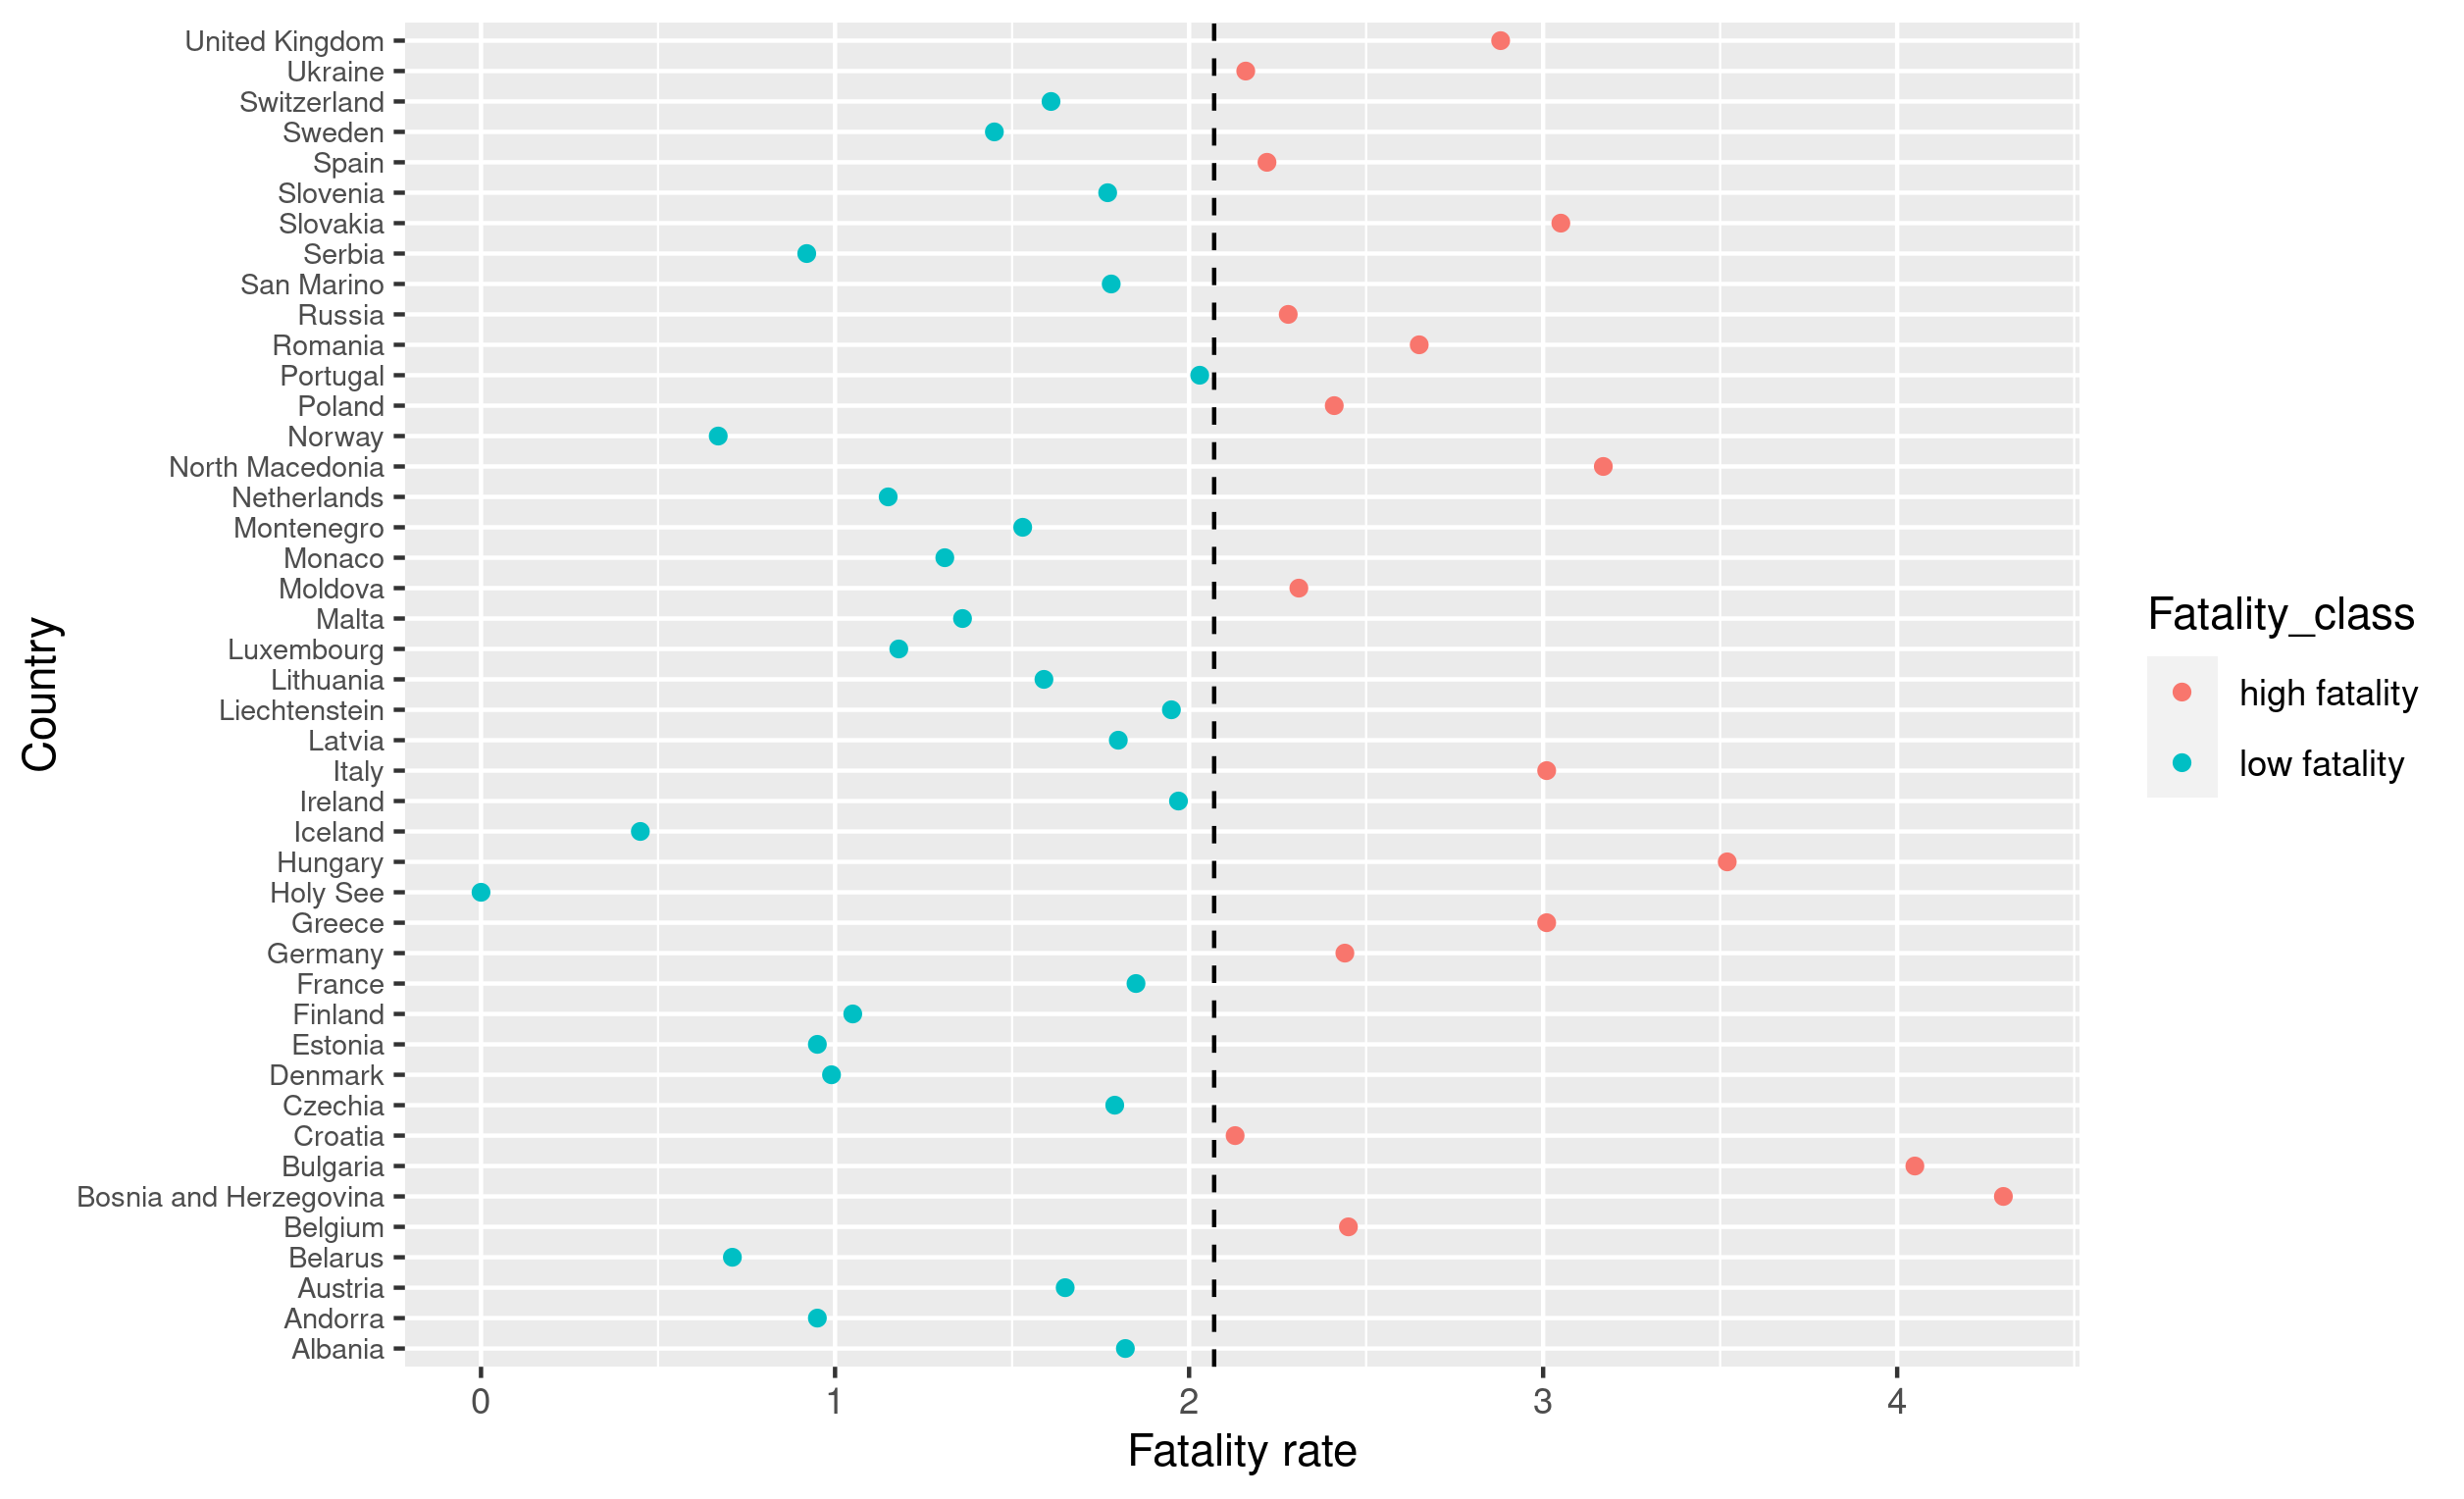 United Kingdom
Ukraine
Switzerland
Sweden
Spain
Slovenia
Slovakia
Serbia
San Marino
Russia
Romania
Portugal
Poland
Norway
North Macedonia
Netherlands
Montenegro
Monaco
Moldova
Malta
Luxembourg
Lithuania
Liechtenstein
Latvia
Italy
Ireland
Iceland
Hungary
Holy See
Greece
Germany
France
Finland
Estonia
Denmark
Czechia
Croatia
Bulgaria
Bosnia and Herzegovina
Belgium
Belarus
Austria
Andorra
Albania
Country
0 1 2 3 4
Fatality rate
Fatality_class
high fatality
low fatality